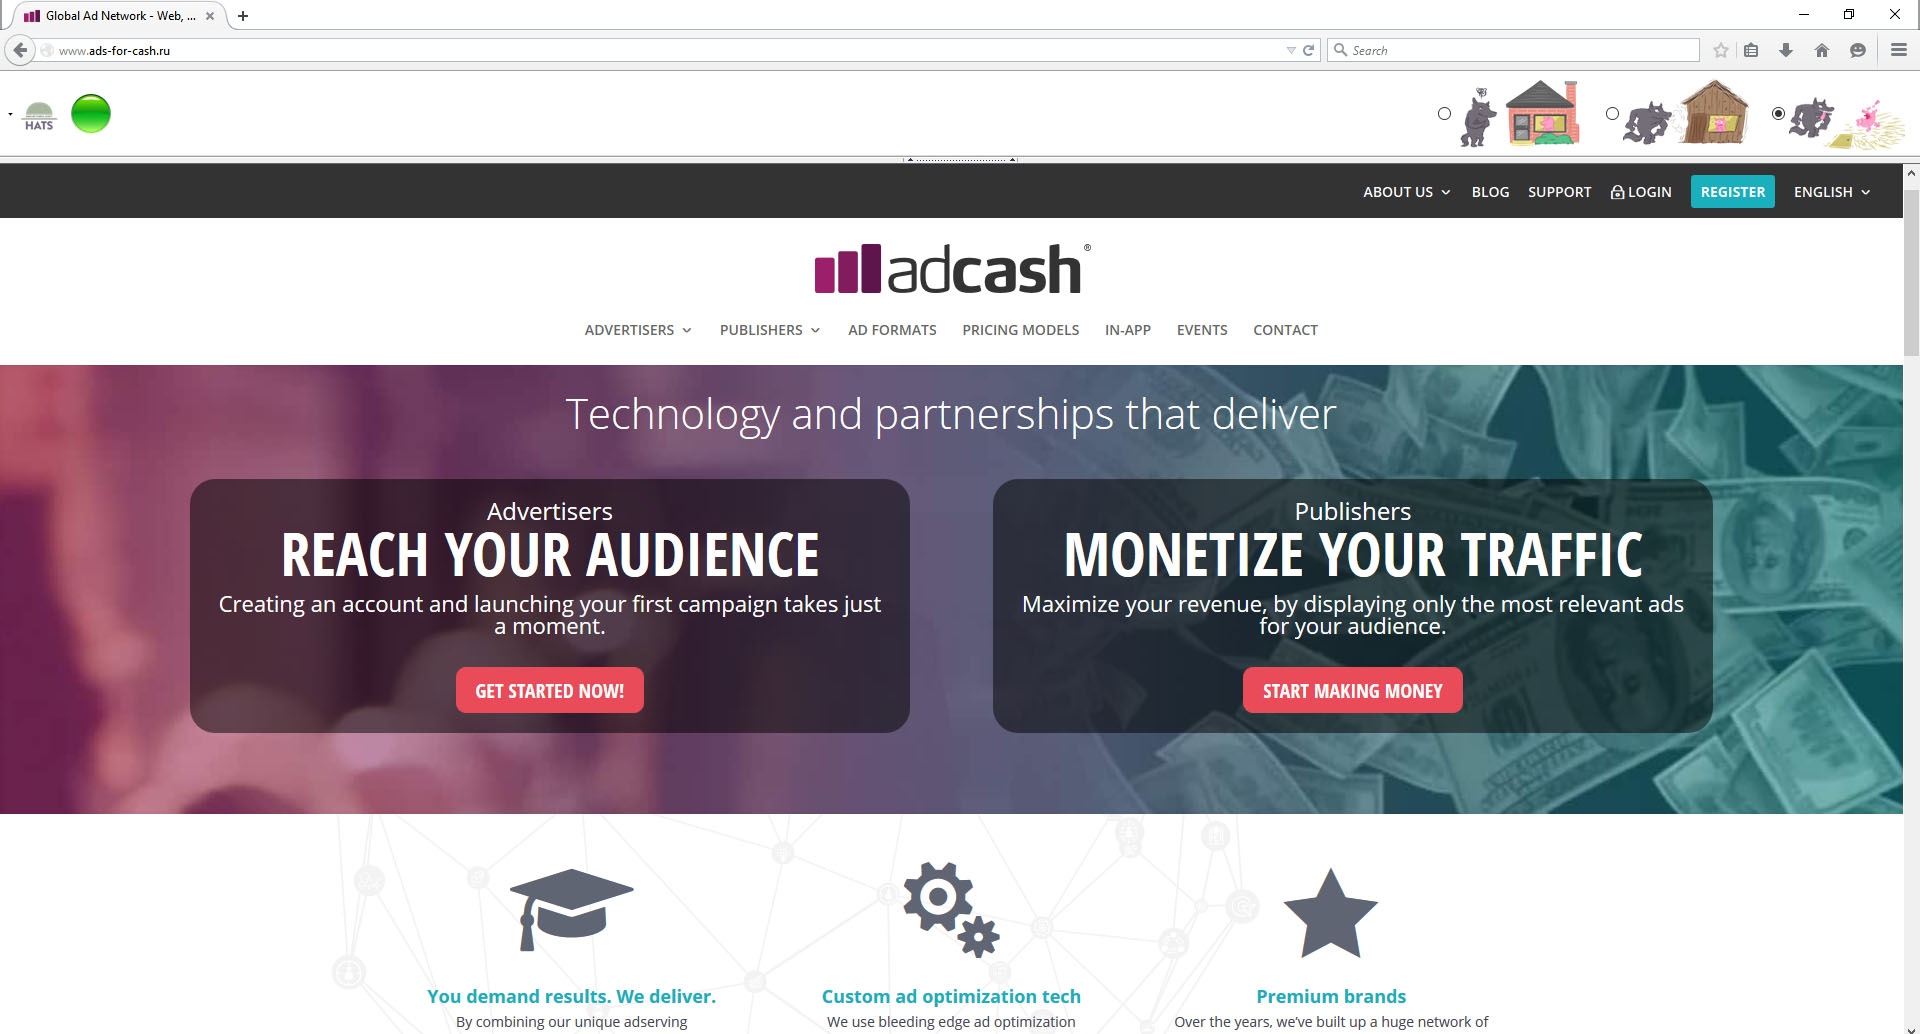 Global Ad Network - Web, ...
www.ads-for-cash.ru
Search
HATS
ABOUT US
BLOG
SUPPORT
LOGIN
REGISTER
ENGLISH
adcash®
ADVERTISERS
PUBLISHERS
AD FORMATS
PRICING MODELS
IN-APP
EVENTS
CONTACT
Technology and partnerships that deliver
Advertisers
REACH YOUR AUDIENCE
Creating an account and launching your first campaign takes just
a moment.
GET STARTED NOW!
Publishers
MONETIZE YOUR TRAFFIC
Maximize your revenue, by displaying only the most relevant ads
for your audience.
START MAKING MONEY
You demand results. We deliver.
By combining our unique adserving
Custom ad optimization tech
We use bleeding edge ad optimization
Premium brands
Over the years, we've built up a huge network of